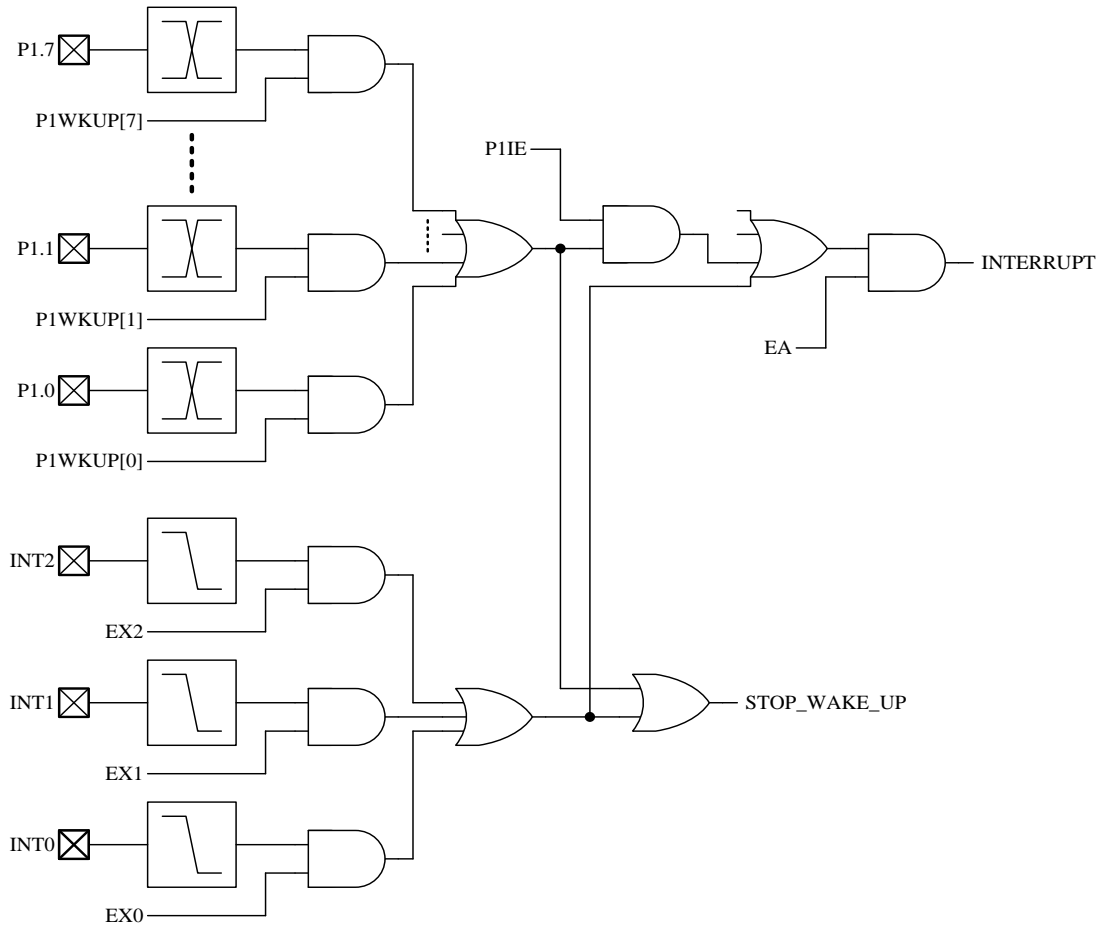 P1.7
P1WKUP[7]
P1IE
P1.1
INTERRUPT
P1WKUP[1]
EA
P1.0
P1WKUP[0]
INT2
EX2
INT1
STOP_WAKE_UP
EX1
INT0
EX0